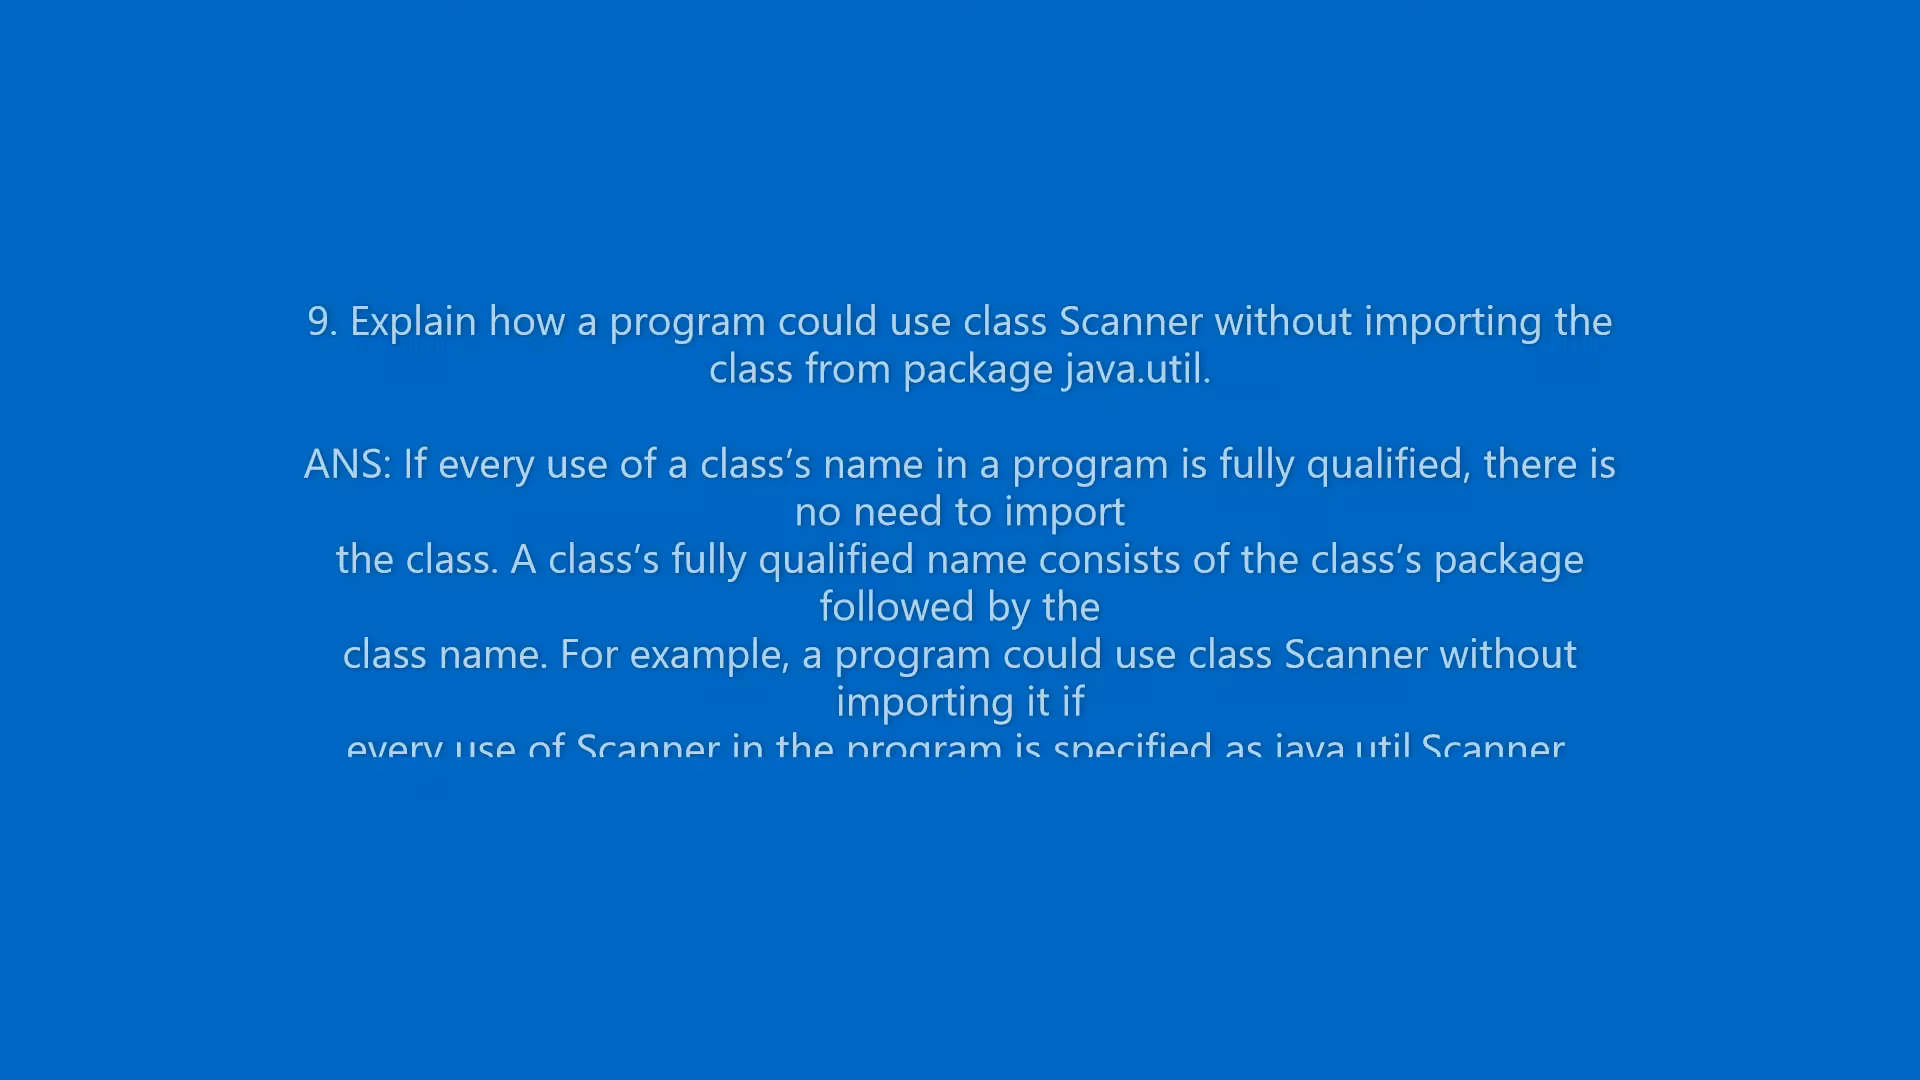 9. Explain how a program could use class Scanner without importing the
class from package java.util.
ANS: If every use of a class’s name in a program is fully qualified, there is
no need to import
the class. A class’s fully qualified name consists of the class’s package
followed by the
class name. For example, a program could use class Scanner without
importing it if
every use of Scanner in the program is specified as java.util.Scanner